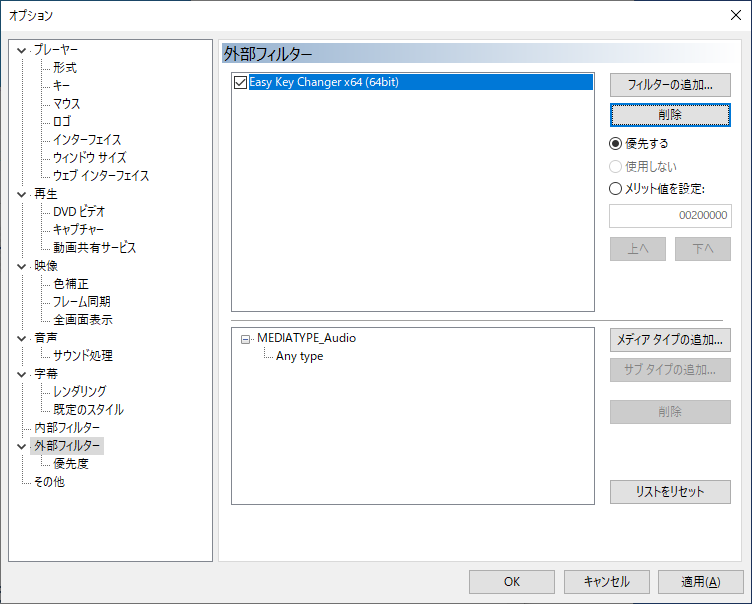 オプション
プレーヤー
形式
キー
マウス
ロゴ
インターフェイス
ウィンドウ サイズ
ウェブ インターフェイス
再生
DVD ビデオ
キャプチャー
動画共有サービス
映像
色補正
フレーム同期
全画面表示
音声
サウンド処理
字幕
レンダリング
既定のスタイル
内部フィルター
外部フィルター
優先度
その他
外部フィルター
Easy Key Changer x64 (64bit)
フィルターの追加...
削除
優先する
使用しない
メリット値を設定:
00200000
上へ
下へ
MEDIATYPE_Audio
Any type
メディア タイプの追加...
サブ タイプの追加...
削除
リストをリセット
OK
キャンセル
適用(A)